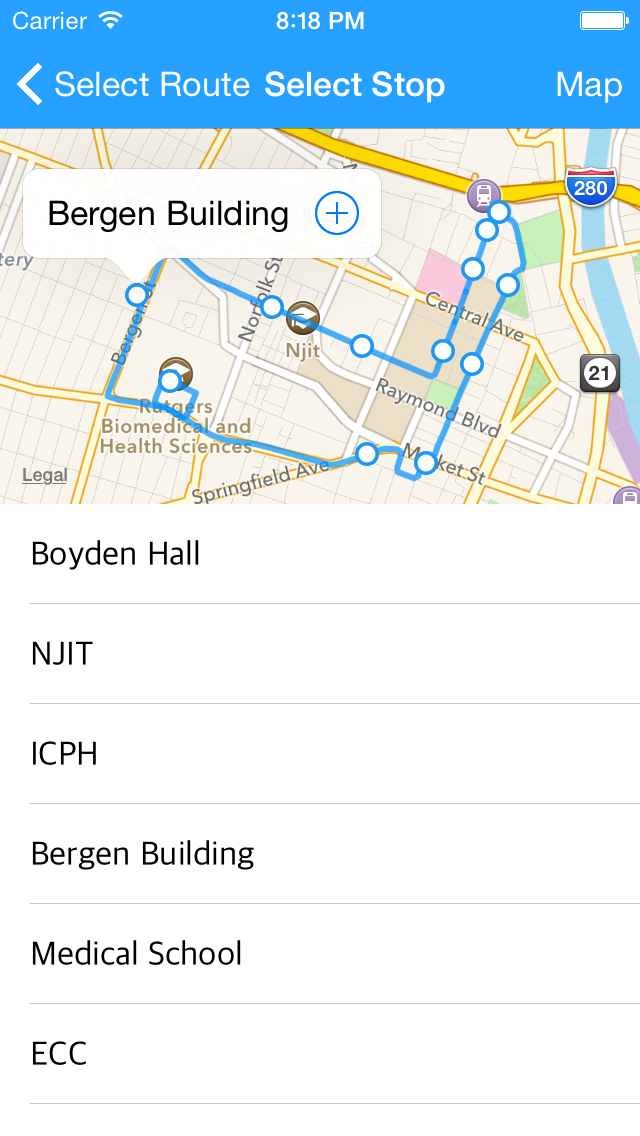 Carrier 8:18 PM
Select Route Select Stop Map
280
Bergen Building
tery
Norfolk St
Bergen St
Central Ave
Njit
21
Raymond Blvd
Rutgers
Biomedical and
Health Sciences
Market St
Legal
Springfield Ave
Boyden Hall
NJIT
ICPH
Bergen Building
Medical School
ECC